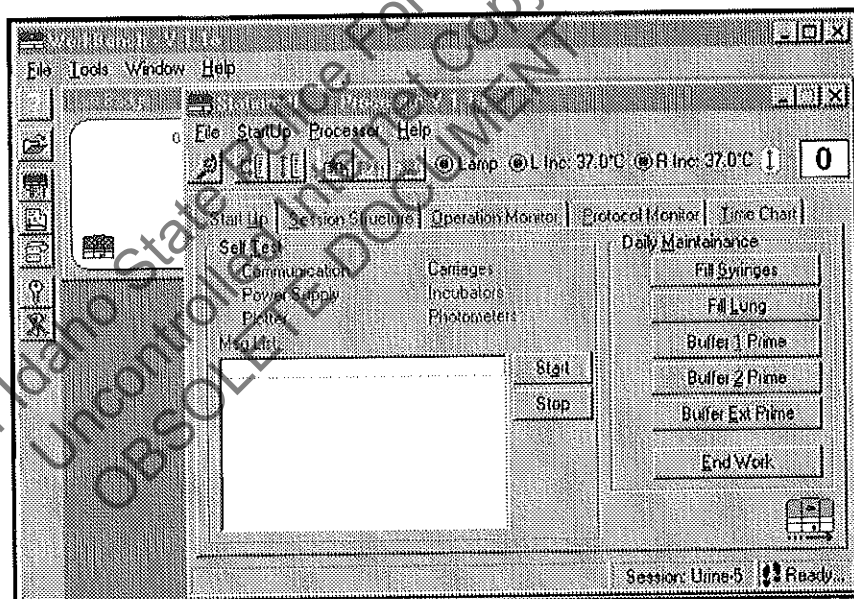 Idaho State Police For
Uncontrolled Internet Copy
OBSOLETE DOCUMENT
File Tools Window Help
File StartUp Processor Help
Lamp L Inc: 37.0°C R Inc: 37.0°C 0
0
Start Up Session Structure Operation Monitor Protocol Monitor Time Chart
Self Test
Communication Carriages
Power Supply Incubators
Plotter Photometers
Msg List:
Start
Stop
Daily Maintainance
Fill Syringes
Fill Lung
Buffer 1 Prime
Buffer 2 Prime
Buffer Ext Prime
End Work
Session: Urine-5 Ready...